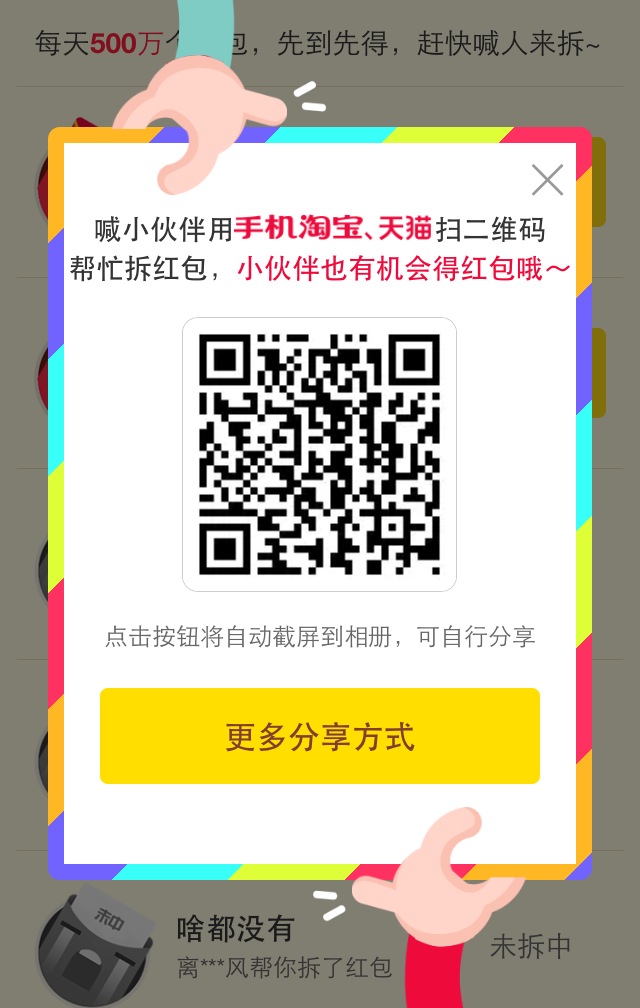 每天500万个红包，先到先得，赶快喊人来拆~
喊小伙伴用手机淘宝、天猫扫二维码
帮忙拆红包，小伙伴也有机会得红包哦～
点击按钮将自动截屏到相册，可自行分享
更多分享方式
未中
啥都没有
离***风帮你拆了红包
未拆中